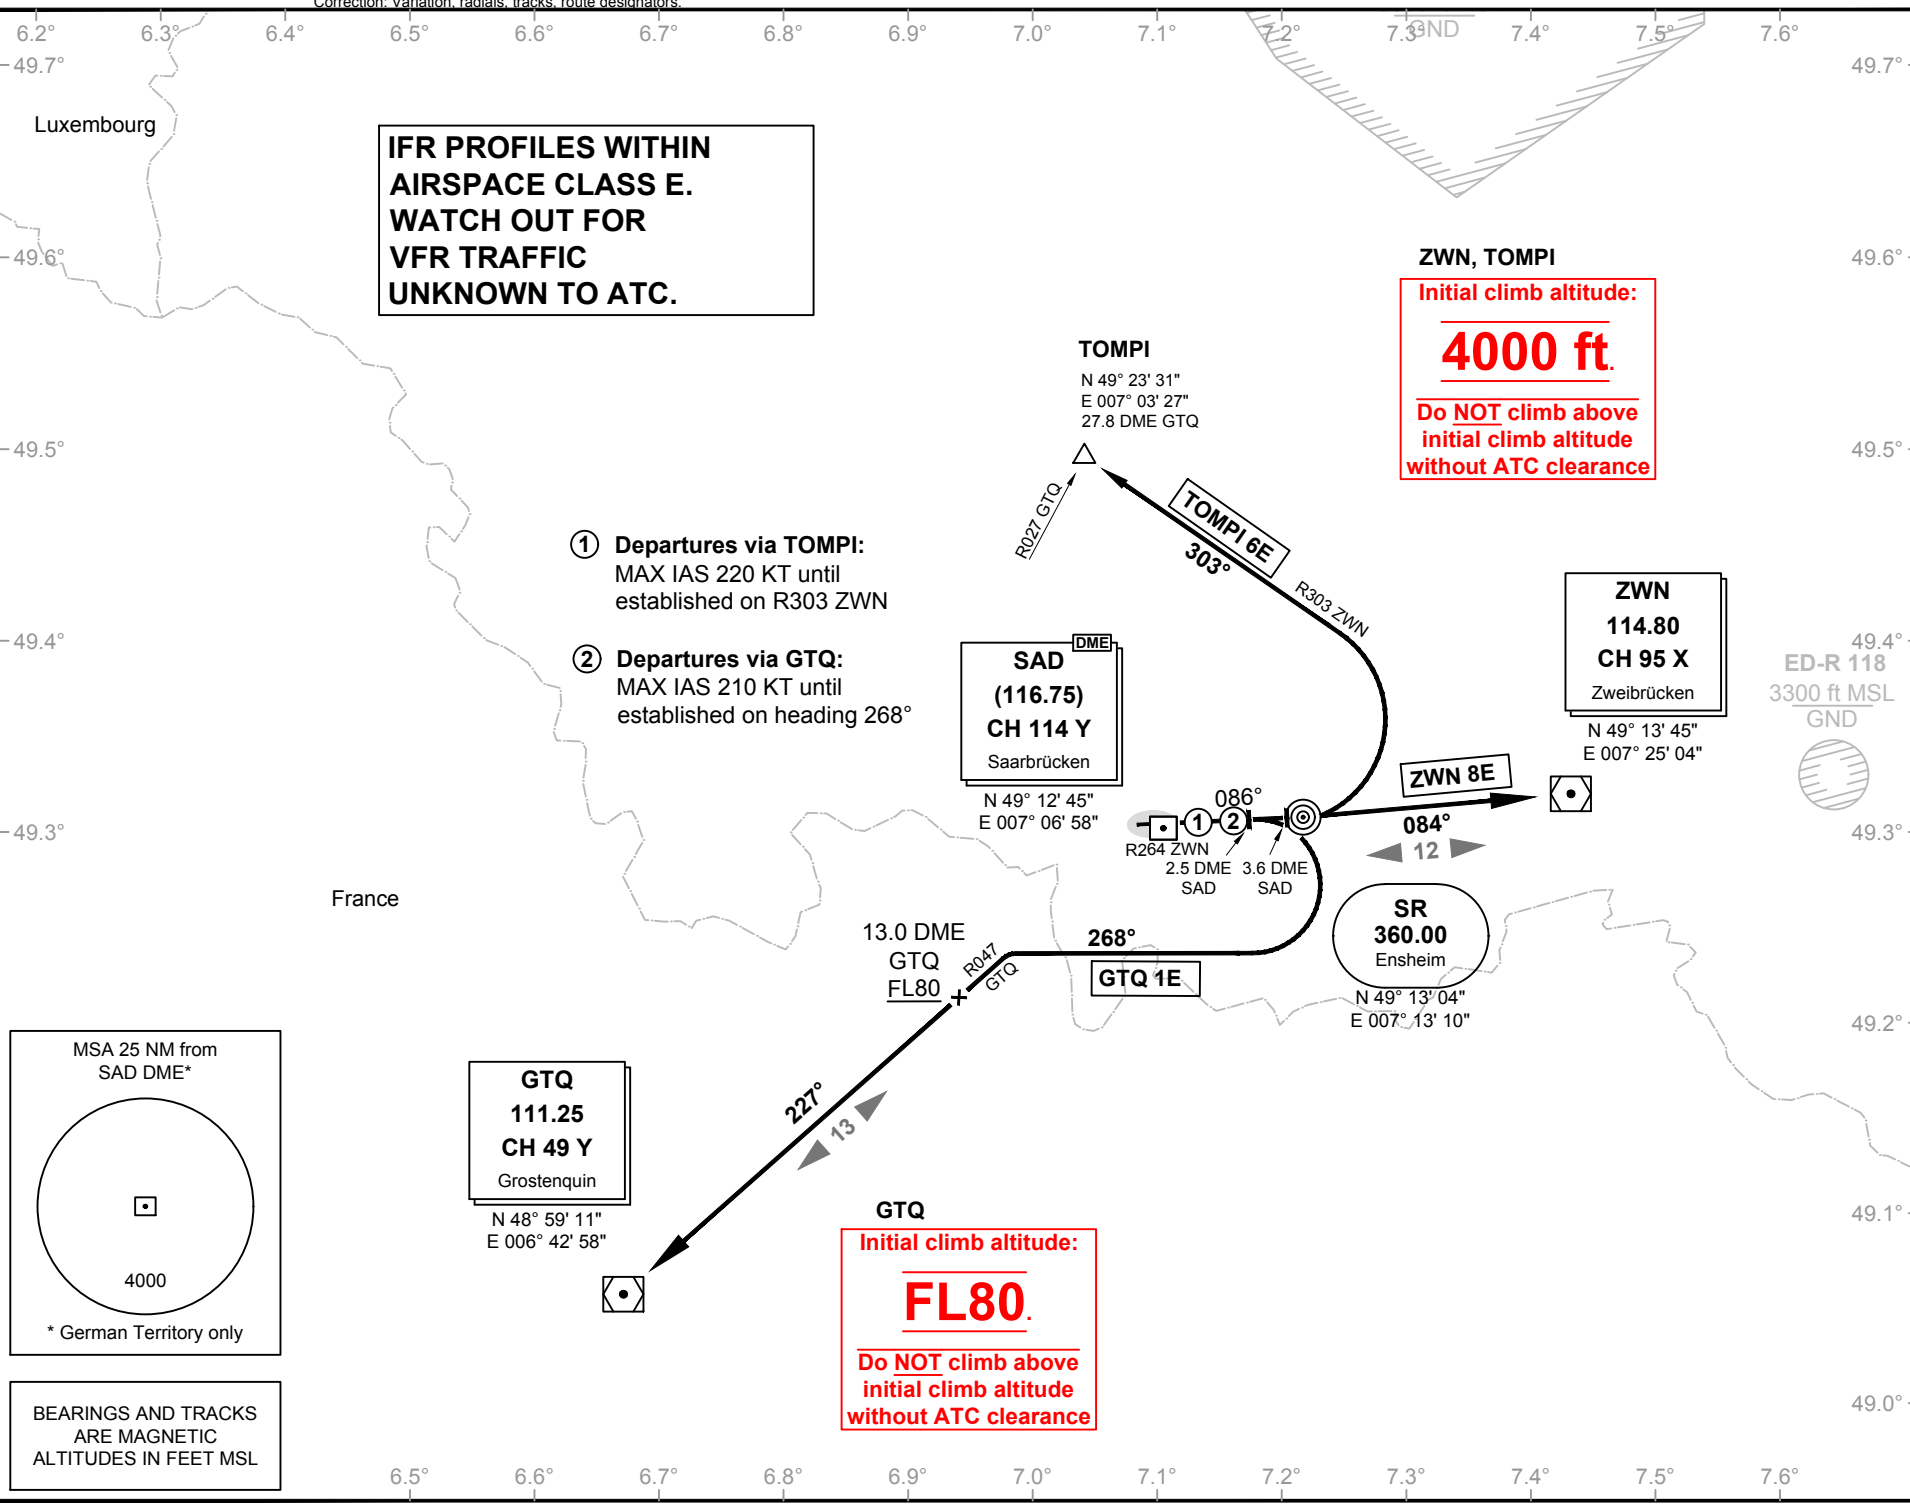 Correction: Variation, radials, tracks, route designators.
6.2° 6.3° 6.4° 6.5° 6.6° 6.7° 6.8° 6.9° 7.0° 7.1° 7.2° 7.3° 7.4° 7.5° 7.6°
GND
49.7° 49.7°
Luxembourg
IFR PROFILES WITHIN
AIRSPACE CLASS E.
WATCH OUT FOR
VFR TRAFFIC
UNKNOWN TO ATC.
49.6° 49.6°
ZWN, TOMPI
Initial climb altitude:
4000 ft.
Do NOT climb above
initial climb altitude
without ATC clearance
TOMPI
N 49° 23' 31"
E 007° 03' 27"
27.8 DME GTQ
49.5° 49.5°
R027 GTQ
TOMPI 6E
303°
R303 ZWN
1 Departures via TOMPI:
MAX IAS 220 KT until
established on R303 ZWN
2 Departures via GTQ:
MAX IAS 210 KT until
established on heading 268°
49.4° 49.4°
DME
SAD
(116.75)
CH 114 Y
Saarbrücken
N 49° 12' 45"
E 007° 06' 58"
ZWN
114.80
CH 95 X
Zweibrücken
N 49° 13' 45"
E 007° 25' 04"
ED-R 118
3300 ft MSL
GND
ZWN 8E
086°
1 2
084°
12
49.3° 49.3°
R264 ZWN
2.5 DME
SAD
3.6 DME
SAD
France
SR
360.00
Ensheim
N 49° 13' 04"
E 007° 13' 10"
13.0 DME
GTQ
FL80
R047
GTQ
268°
GTQ 1E
49.2°
MSA 25 NM from
SAD DME*
4000
* German Territory only
GTQ
111.25
CH 49 Y
Grostenquin
N 48° 59' 11"
E 006° 42' 58"
227°
13
49.1°
GTQ
Initial climb altitude:
FL80.
Do NOT climb above
initial climb altitude
without ATC clearance
49.0°
BEARINGS AND TRACKS
ARE MAGNETIC
ALTITUDES IN FEET MSL
6.5° 6.6° 6.7° 6.8° 6.9° 7.0° 7.1° 7.2° 7.3° 7.4° 7.5° 7.6°